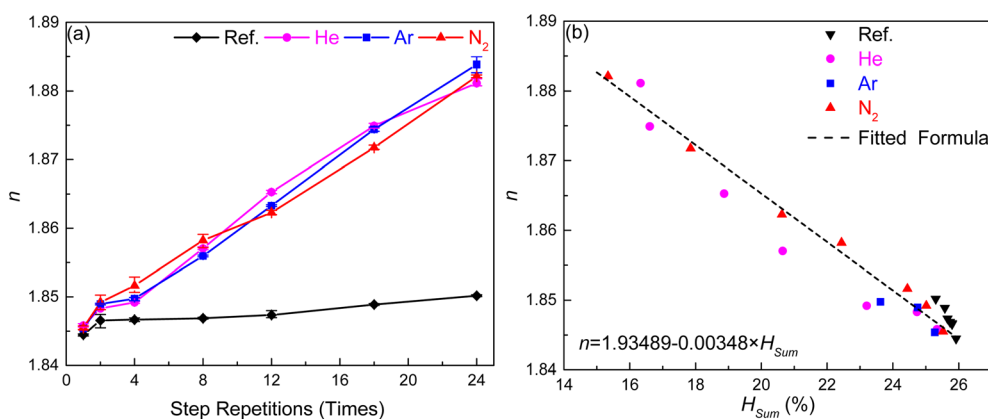 (a)
Ref. He Ar N2
n
1.89
1.88
1.87
1.86
1.85
1.84
0 4 8 12 16 20 24
Step Repetitions (Times)
(b)
Ref.
He
Ar
N2
Fitted Formula
n
1.89
1.88
1.87
1.86
1.85
1.84
n=1.93489-0.00348×HSum
14 16 18 20 22 24 26
HSum (%)